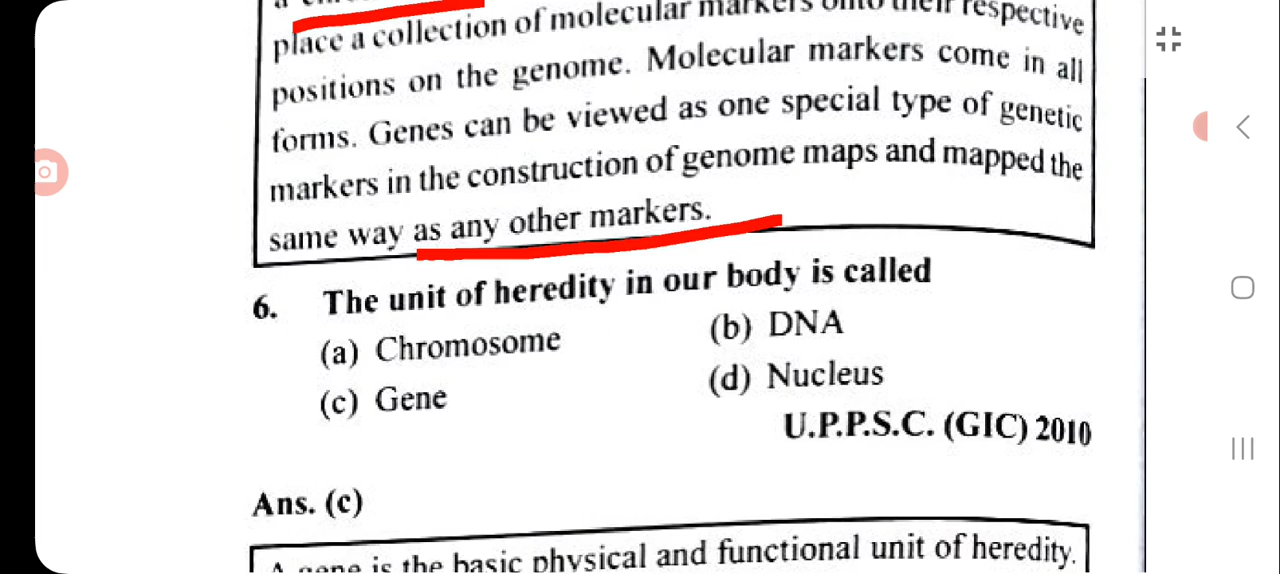 place a collection of molecular markers onto their respective
positions on the genome. Molecular markers come in all
forms. Genes can be viewed as one special type of genetic
markers in the construction of genome maps and mapped the
same way as any other markers.
6. The unit of heredity in our body is called
(a) Chromosome (b) DNA
(c) Gene (d) Nucleus
U.P.P.S.C. (GIC) 2010
Ans. (c)
A gene is the basic physical and functional unit of heredity.